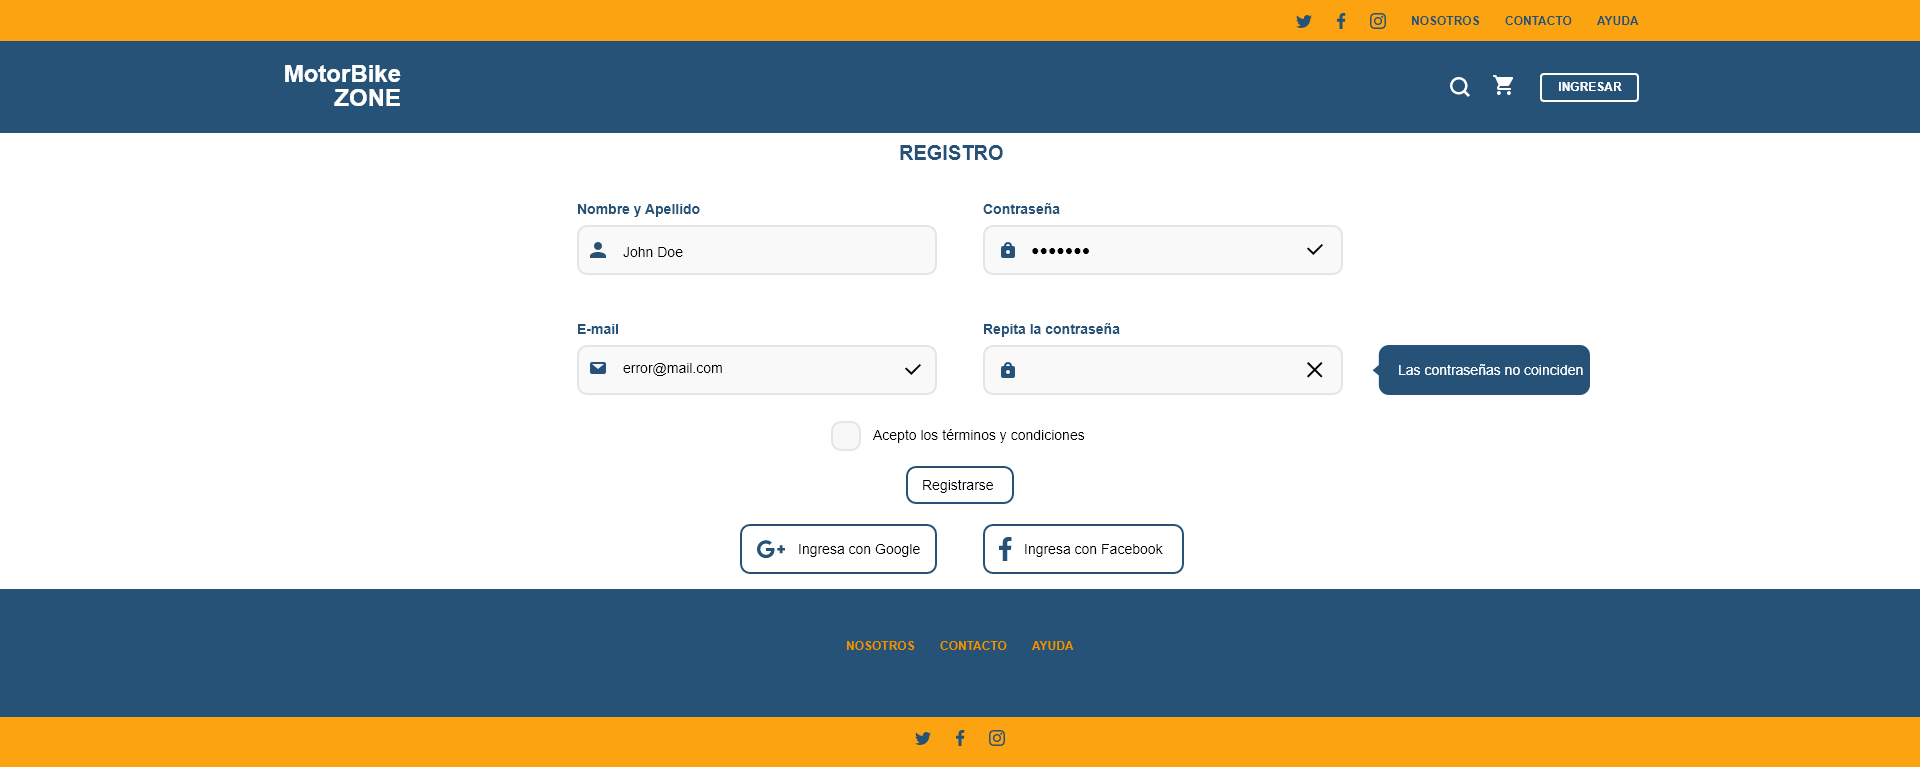 NOSOTROS CONTACTO AYUDA
MotorBike
ZONE
INGRESAR
REGISTRO
Nombre y Apellido
John Doe
Contraseña
•••••••
E-mail
error@mail.com
Repita la contraseña
Las contraseñas no coinciden
Acepto los términos y condiciones
Registrarse
Ingresa con Google
Ingresa con Facebook
NOSOTROS CONTACTO AYUDA